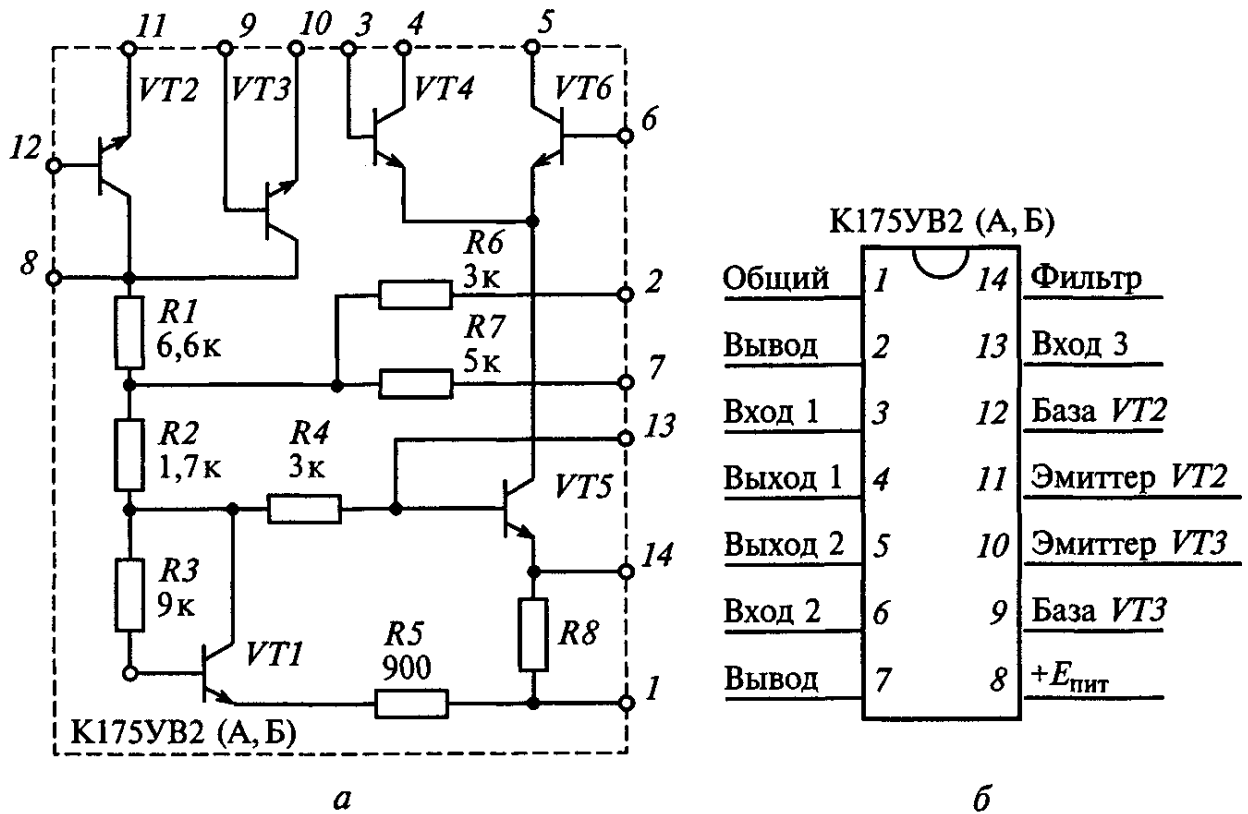 11 9 10 3 4 5
VT2 VT3 VT4 VT6
6
12
8
R6
3к
2
R1
6,6к
R7
5к
7
13
R2
1,7к
R4
3к
VT5
14
R3
9к
VT1
R5
900
R8
1
К175УВ2 (А, Б)
а
К175УВ2 (А, Б)
Общий 1 14 Фильтр
Вывод 2 13 Вход 3
Вход 1 3 12 База VT2
Выход 1 4 11 Эмиттер VT2
Выход 2 5 10 Эмиттер VT3
Вход 2 6 9 База VT3
Вывод 7 8 +Eпит
б